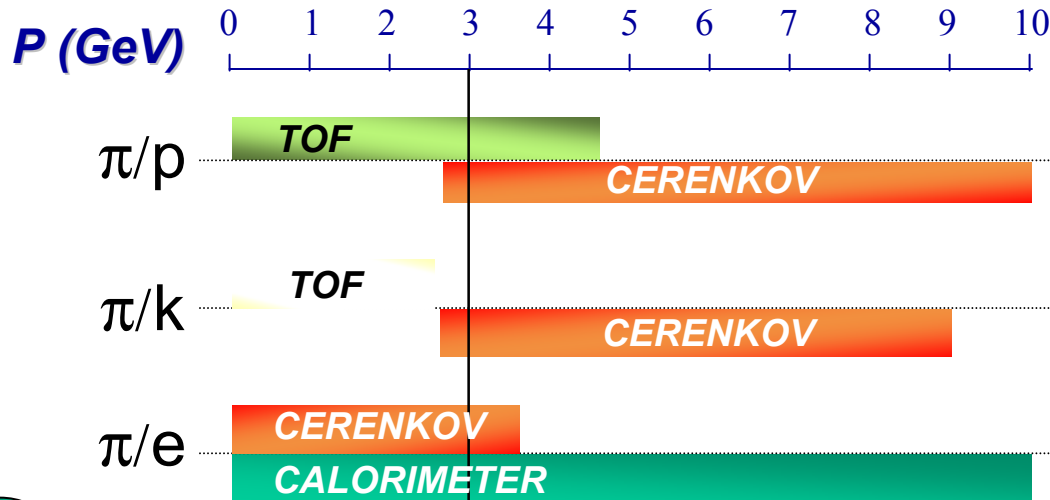 P (GeV) 0 1 2 3 4 5 6 7 8 9 10
π/p TOF
CERENKOV
π/k TOF
CERENKOV
π/e CERENKOV
CALORIMETER